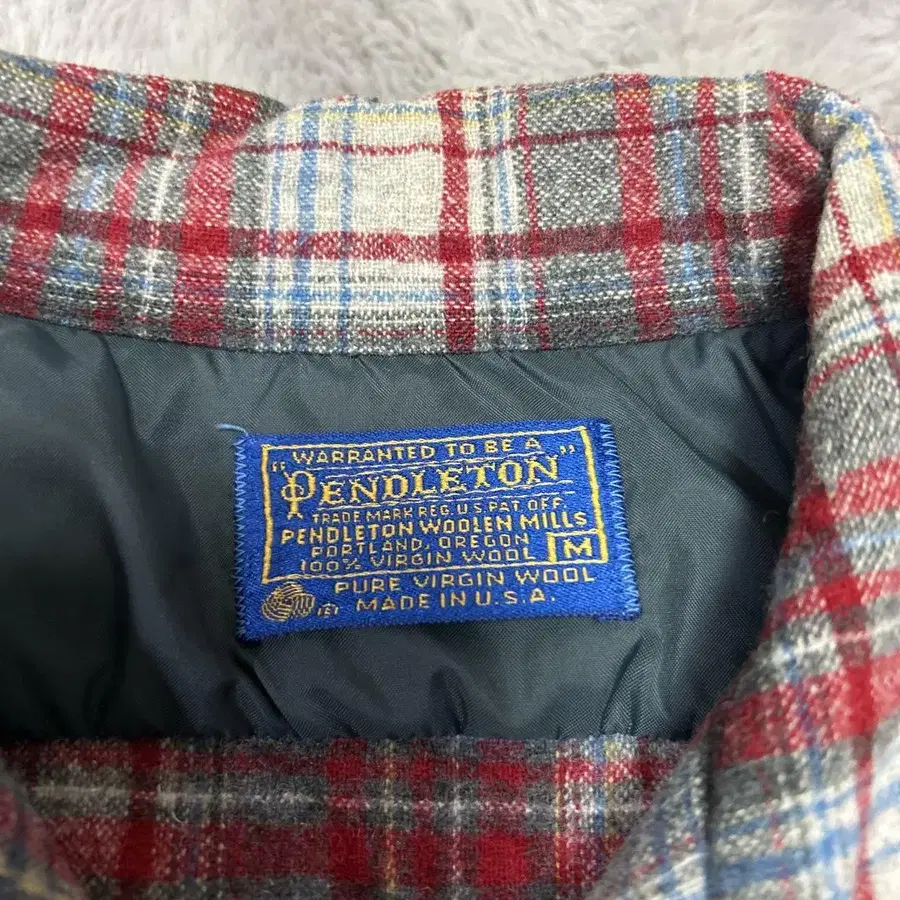 WARRANTED TO BE A
"PENDLETON"
TRADE MARK REG. U.S. PAT. OFF.
PENDLETON WOOLEN MILLS
PORTLAND, OREGON
100% VIRGIN WOOL M
PURE VIRGIN WOOL
MADE IN U.S.A.